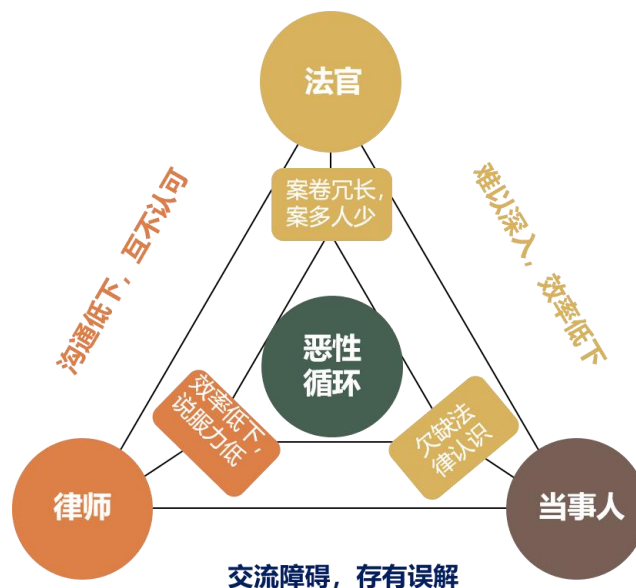 法官
案卷冗长，
案多人少
沟通低下，互不认可
难以深入，效率低下
恶性
循环
效率低下，
说服力低
欠缺法
律认识
律师
当事人
交流障碍，存有误解